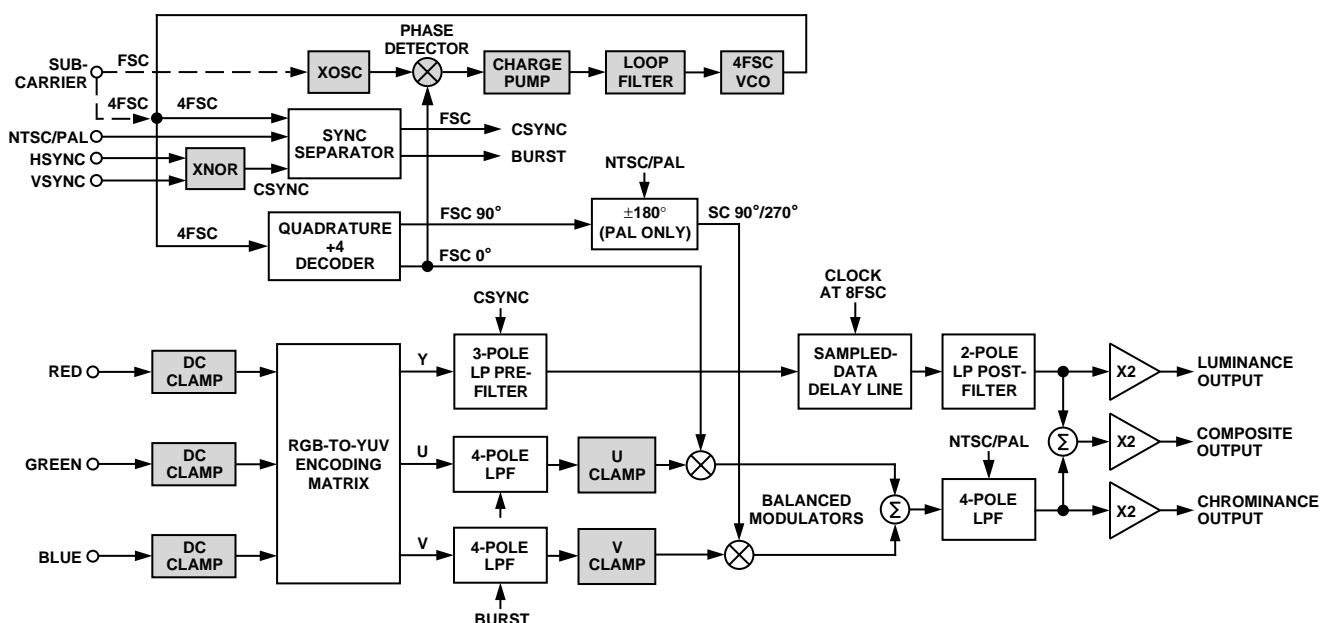 PHASE
DETECTOR
SUB-
CARRIER
FSC
XOSC
CHARGE
PUMP
LOOP
FILTER
4FSC
VCO
4FSC
4FSC
NTSC/PAL
HSYNC
VSYNC
XNOR
CSYNC
SYNC
SEPARATOR
FSC
CSYNC
BURST
NTSC/PAL
4FSC
QUADRATURE
+4
DECODER
FSC 90°
FSC 0°
±180°
(PAL ONLY)
SC 90°/270°
CLOCK
AT 8FSC
CSYNC
RED
DC
CLAMP
RGB-TO-YUV
ENCODING
MATRIX
Y
3-POLE
LP PRE-
FILTER
SAMPLED-
DATA
DELAY LINE
2-POLE
LP POST-
FILTER
X2
LUMINANCE
OUTPUT
GREEN
DC
CLAMP
U
4-POLE
LPF
U
CLAMP
NTSC/PAL
Σ
X2
COMPOSITE
OUTPUT
BALANCED
MODULATORS
Σ
4-POLE
LPF
X2
CHROMINANCE
OUTPUT
BLUE
DC
CLAMP
V
4-POLE
LPF
V
CLAMP
BURST